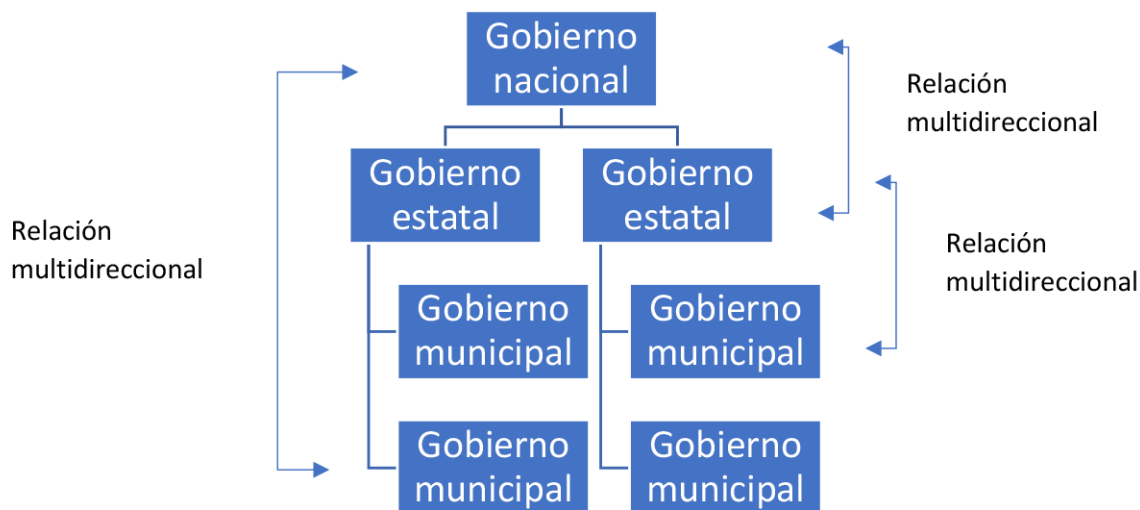 Gobierno
nacional
Relación
multidireccional
Gobierno
estatal
Gobierno
estatal
Relación
multidireccional
Relación
multidireccional
Gobierno
municipal
Gobierno
municipal
Gobierno
municipal
Gobierno
municipal